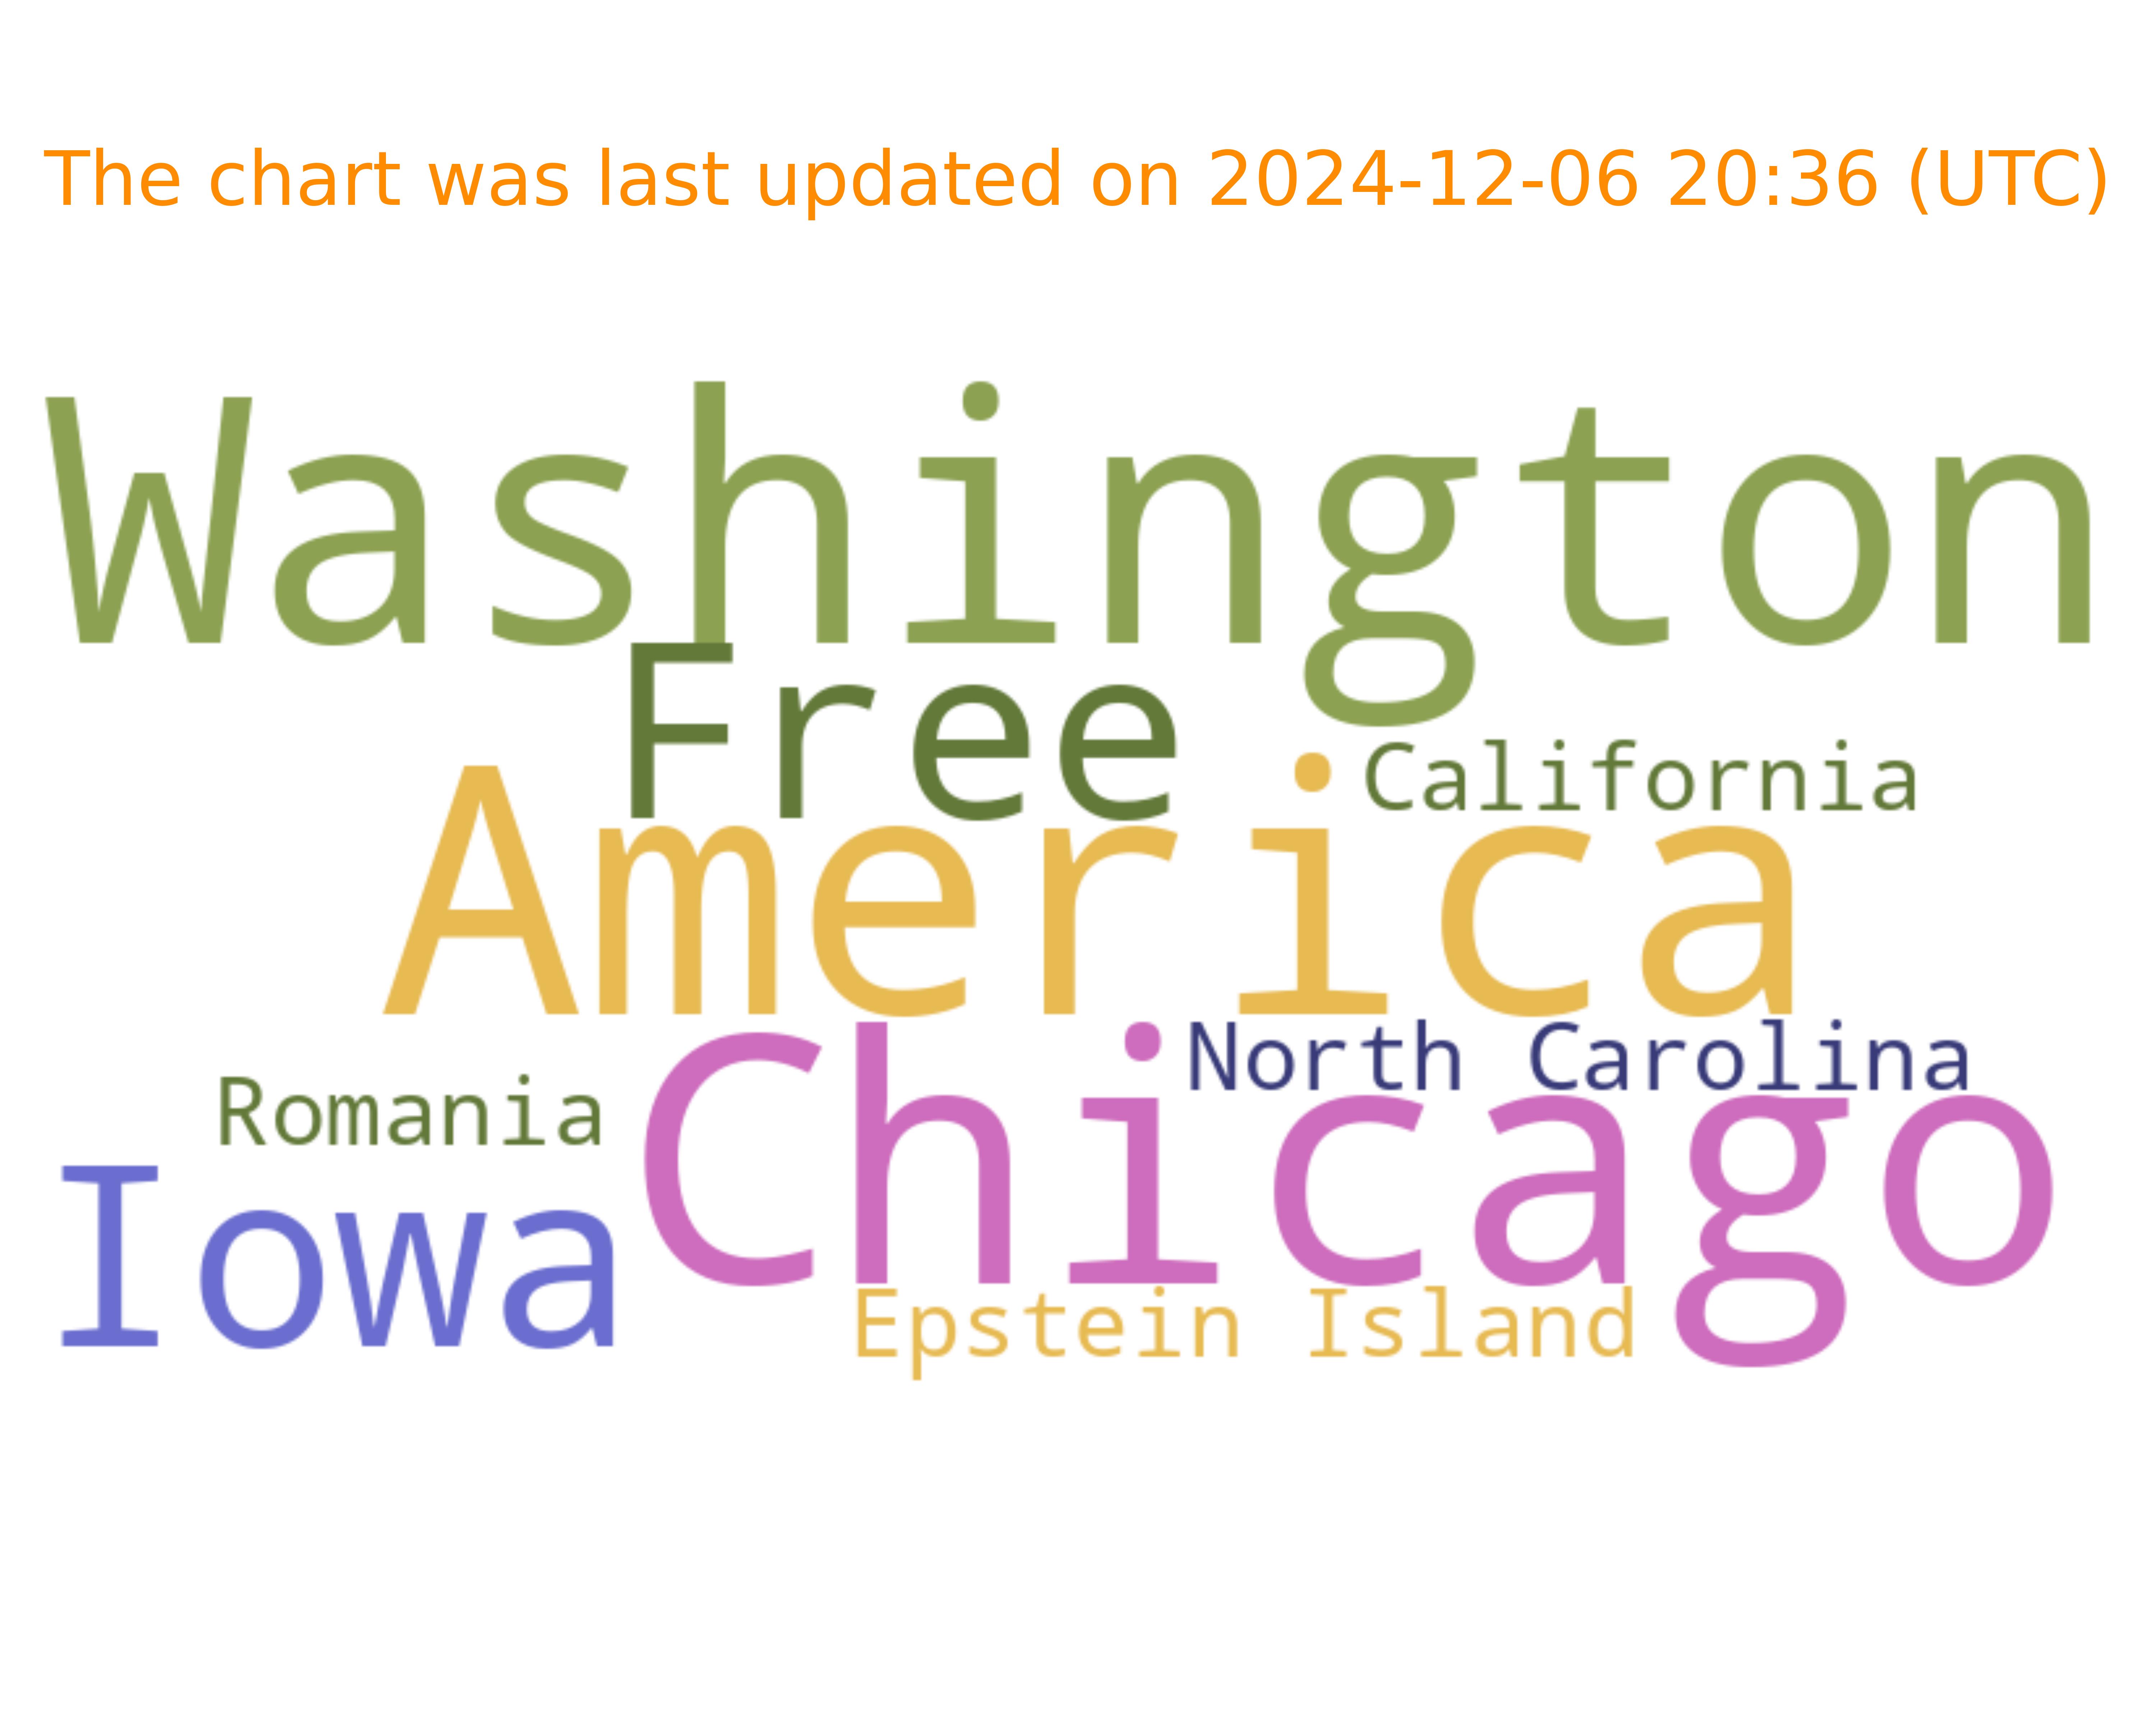 The chart was last updated on 2024-12-06 20:36 (UTC)
Washington
Free
California
America
North Carolina
Romania
Chicago
Iowa
Epstein Island